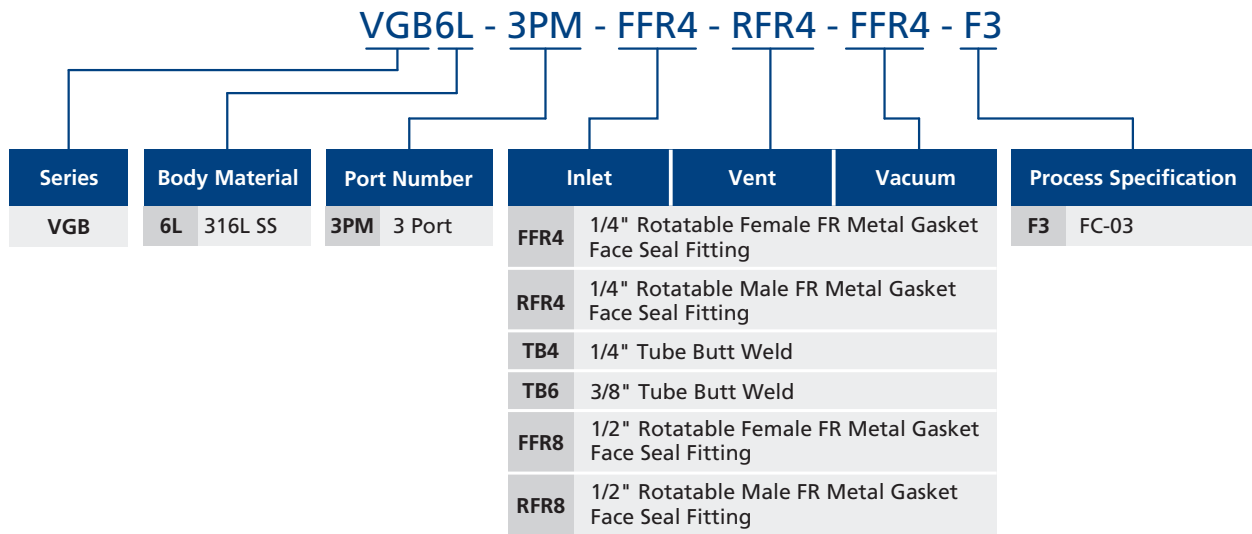 VGB6L - 3PM - FFR4 - RFR4 - FFR4 - F3
Series
VGB
Body Material
6L 316L SS
Port Number
3PM 3 Port
Inlet Vent Vacuum
FFR4 1/4" Rotatable Female FR Metal Gasket
Face Seal Fitting
RFR4 1/4" Rotatable Male FR Metal Gasket
Face Seal Fitting
TB4 1/4" Tube Butt Weld
TB6 3/8" Tube Butt Weld
FFR8 1/2" Rotatable Female FR Metal Gasket
Face Seal Fitting
RFR8 1/2" Rotatable Male FR Metal Gasket
Face Seal Fitting
Process Specification
F3 FC-03